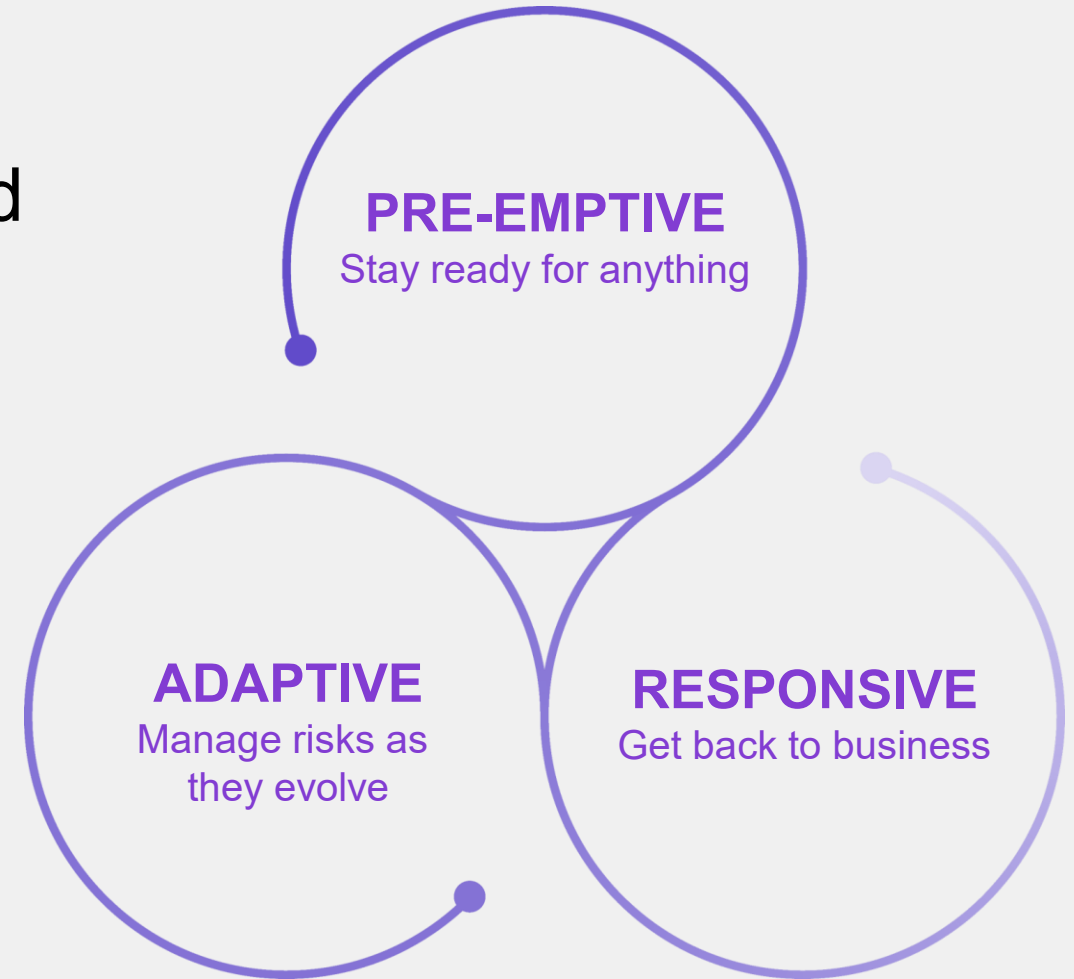 d
PRE-EMPTIVE
Stay ready for anything
ADAPTIVE
Manage risks as
they evolve
RESPONSIVE
Get back to business